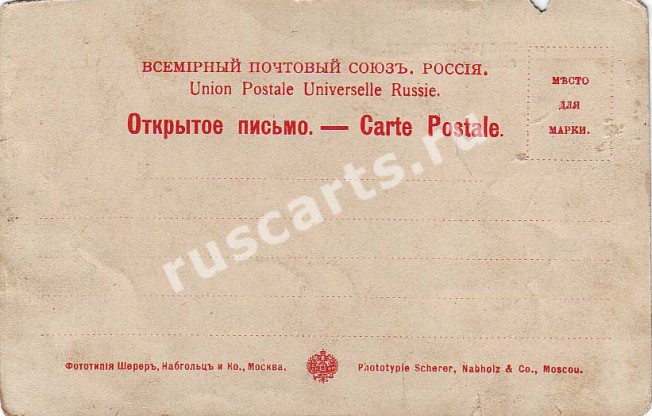 ВСЕМІРНЫЙ ПОЧТОВЫЙ СОЮЗЪ. РОССІЯ.
Union Postale Universelle Russie.
Открытое письмо. — Carte Postale.
МѢСТО
ДЛЯ
МАРКИ.
ruscarts.ru
Фототипія Шереръ, Набгольцъ и Ко., Москва.
Phototypie Scherer, Nabholz & Co., Moscou.